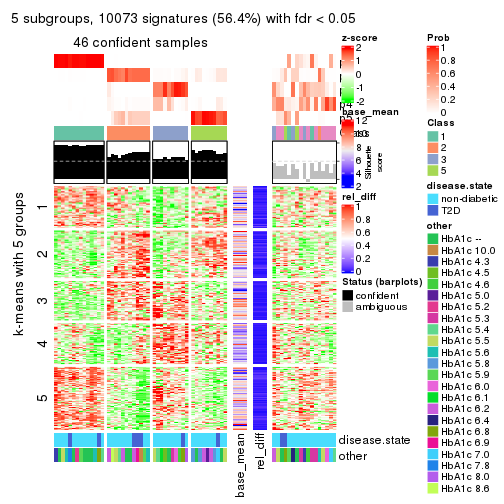 5 subgroups, 10073 signatures (56.4%) with fdr < 0.05
46 confident samples
k-means with 5 groups
1
2
3
4
5
base_mean
rel_diff
disease.state
other
z-score
2
1
0
-1
-2
base_mean
12
10
8
6
4
2
Silhouette
score
rel_diff
1
0.8
0.6
0.4
0.2
0
Status (barplots)
confident
ambiguous
Prob
1
0.8
0.6
0.4
0.2
0
Class
1
2
3
5
disease.state
non-diabetic
T2D
other
HbA1c --
HbA1c 10.0
HbA1c 4.3
HbA1c 4.5
HbA1c 4.6
HbA1c 5.0
HbA1c 5.2
HbA1c 5.3
HbA1c 5.4
HbA1c 5.5
HbA1c 5.6
HbA1c 5.8
HbA1c 5.9
HbA1c 6.0
HbA1c 6.1
HbA1c 6.2
HbA1c 6.4
HbA1c 6.8
HbA1c 6.9
HbA1c 7.0
HbA1c 7.8
HbA1c 8.0
HbA1c 8.6